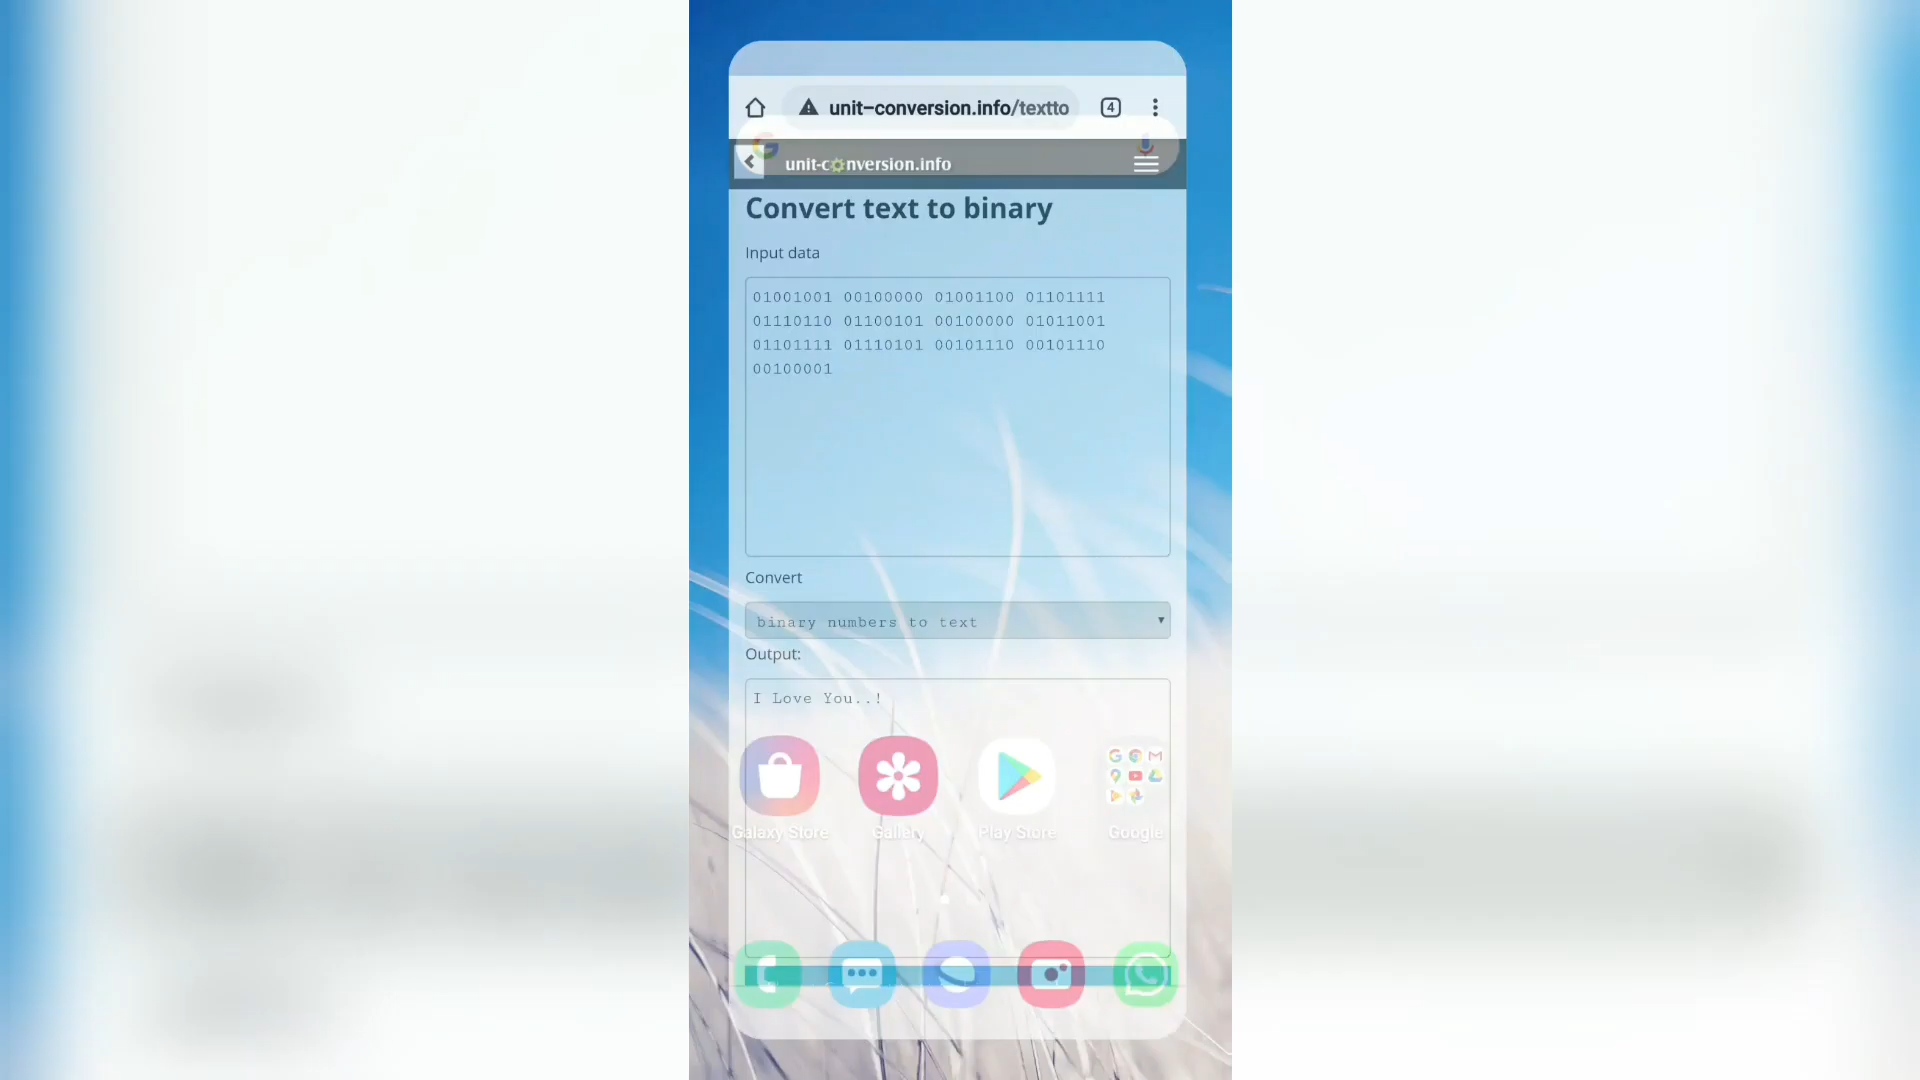 unit-conversion.info/textto
4
unit-conversion.info
Convert text to binary
Input data
01001001 00100000 01001100 01101111
01110110 01100101 00100000 01011001
01101111 01110101 00101110 00101110
00100001
Convert
binary numbers to text
Output:
I Love You..!
Galaxy Store
Gallery
Play Store
Google